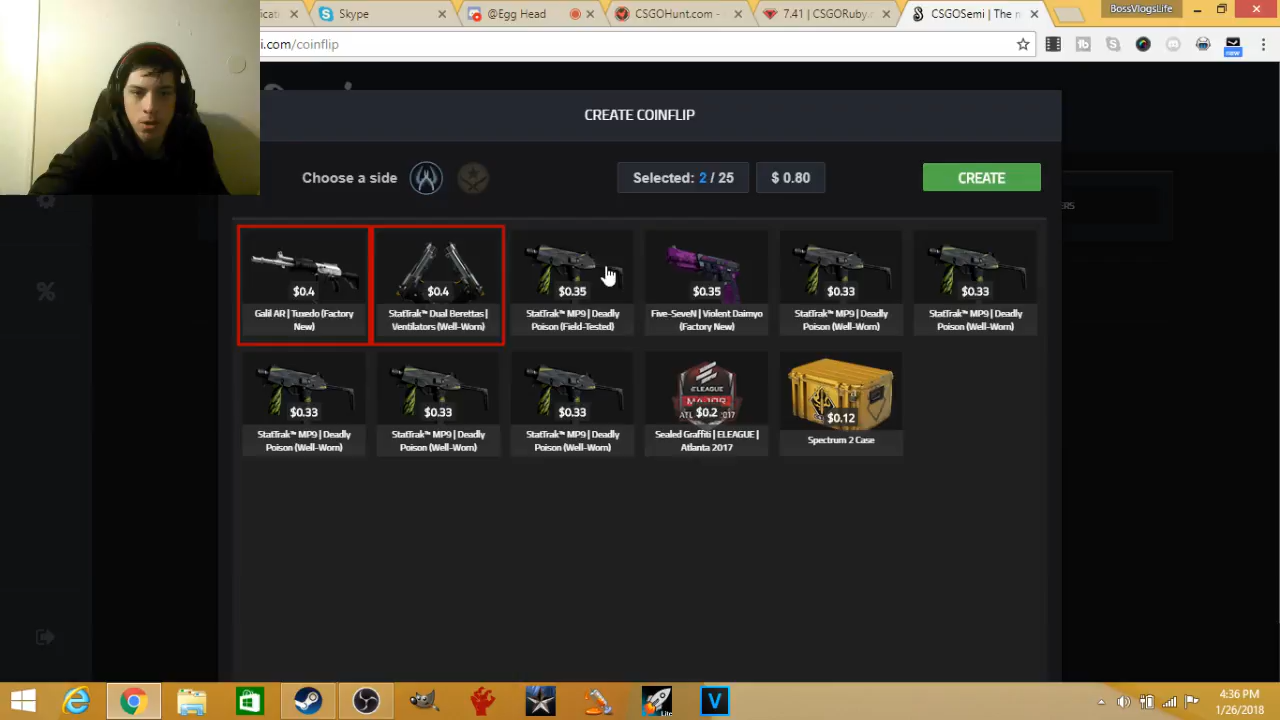 Skype
@Egg Head
CSGOHunt.com -
7.41 | CSGORuby.c
CSGOSemi | The n
BossVlogsLife
i.com/coinflip
new
CREATE COINFLIP
Choose a side
Selected: 2 / 25
$ 0.80
CREATE
ERS
$0.4
$0.4
$0.35
$0.35
$0.33
$0.33
Galil AR | Tuxedo (Factory
New)
StatTrak™ Dual Berettas |
Ventilators (Well-Worn)
StatTrak™ MP9 | Deadly
Poison (Field-Tested)
Five-SeveN | Violent Daimyo
(Factory New)
StatTrak™ MP9 | Deadly
Poison (Well-Worn)
StatTrak™ MP9 | Deadly
Poison (Well-Worn)
$0.33
$0.33
$0.33
$0.2
$0.12
StatTrak™ MP9 | Deadly
Poison (Well-Worn)
StatTrak™ MP9 | Deadly
Poison (Well-Worn)
StatTrak™ MP9 | Deadly
Poison (Well-Worn)
Sealed Graffiti | ELEAGUE |
Atlanta 2017
Spectrum 2 Case
Lite
4:36 PM
1/26/2018